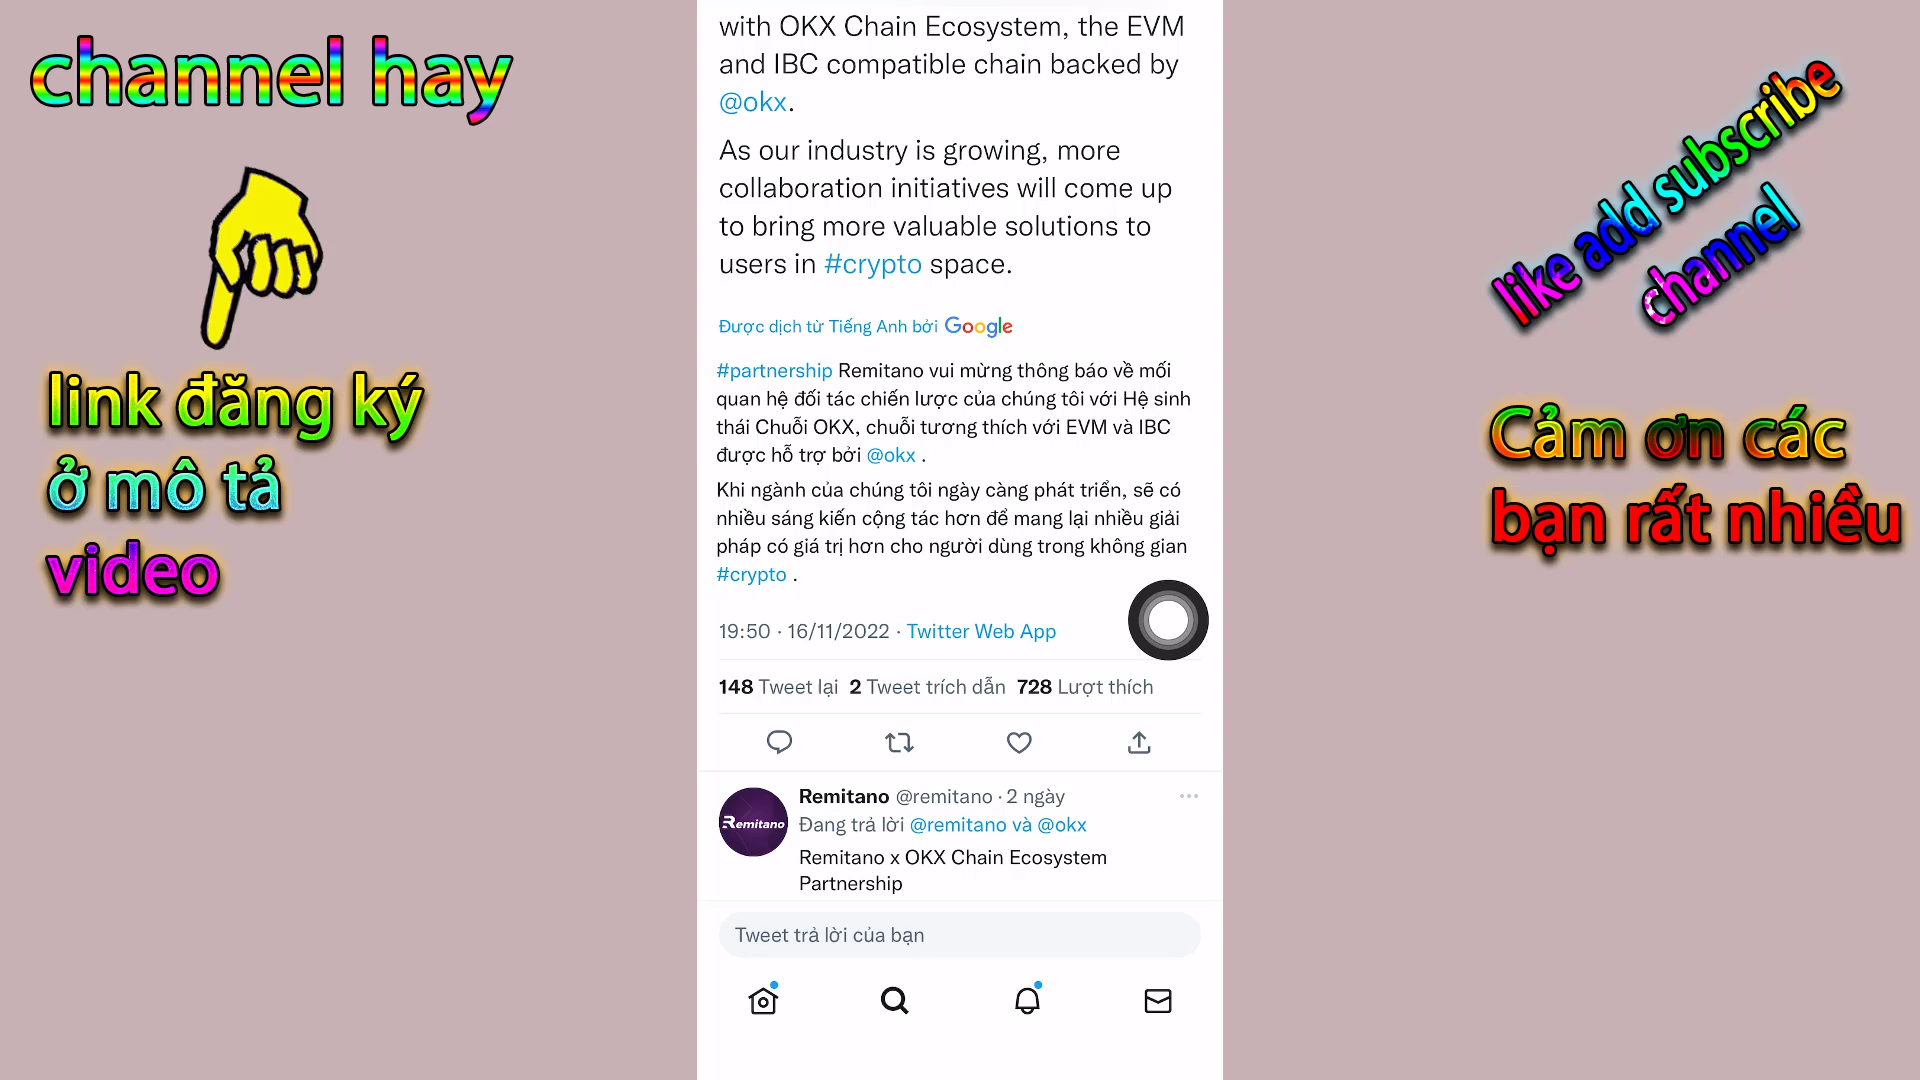 channel hay
link đăng ký
ở mô tả
video
with OKX Chain Ecosystem, the EVM
and IBC compatible chain backed by
@okx.
As our industry is growing, more
collaboration initiatives will come up
to bring more valuable solutions to
users in #crypto space.
Được dịch từ Tiếng Anh bởi Google
#partnership Remitano vui mừng thông báo về mối
quan hệ đối tác chiến lược của chúng tôi với Hệ sinh
thái Chuỗi OKX, chuỗi tương thích với EVM và IBC
được hỗ trợ bởi @okx .
Khi ngành của chúng tôi ngày càng phát triển, sẽ có
nhiều sáng kiến cộng tác hơn để mang lại nhiều giải
pháp có giá trị hơn cho người dùng trong không gian
#crypto .
19:50 · 16/11/2022 · Twitter Web App
148 Tweet lại 2 Tweet trích dẫn 728 Lượt thích
Remitano
Remitano @remitano · 2 ngày
Đang trả lời @remitano và @okx
Remitano x OKX Chain Ecosystem
Partnership
Tweet trả lời của bạn
like add subscribe
channel
Cảm ơn các
bạn rất nhiều